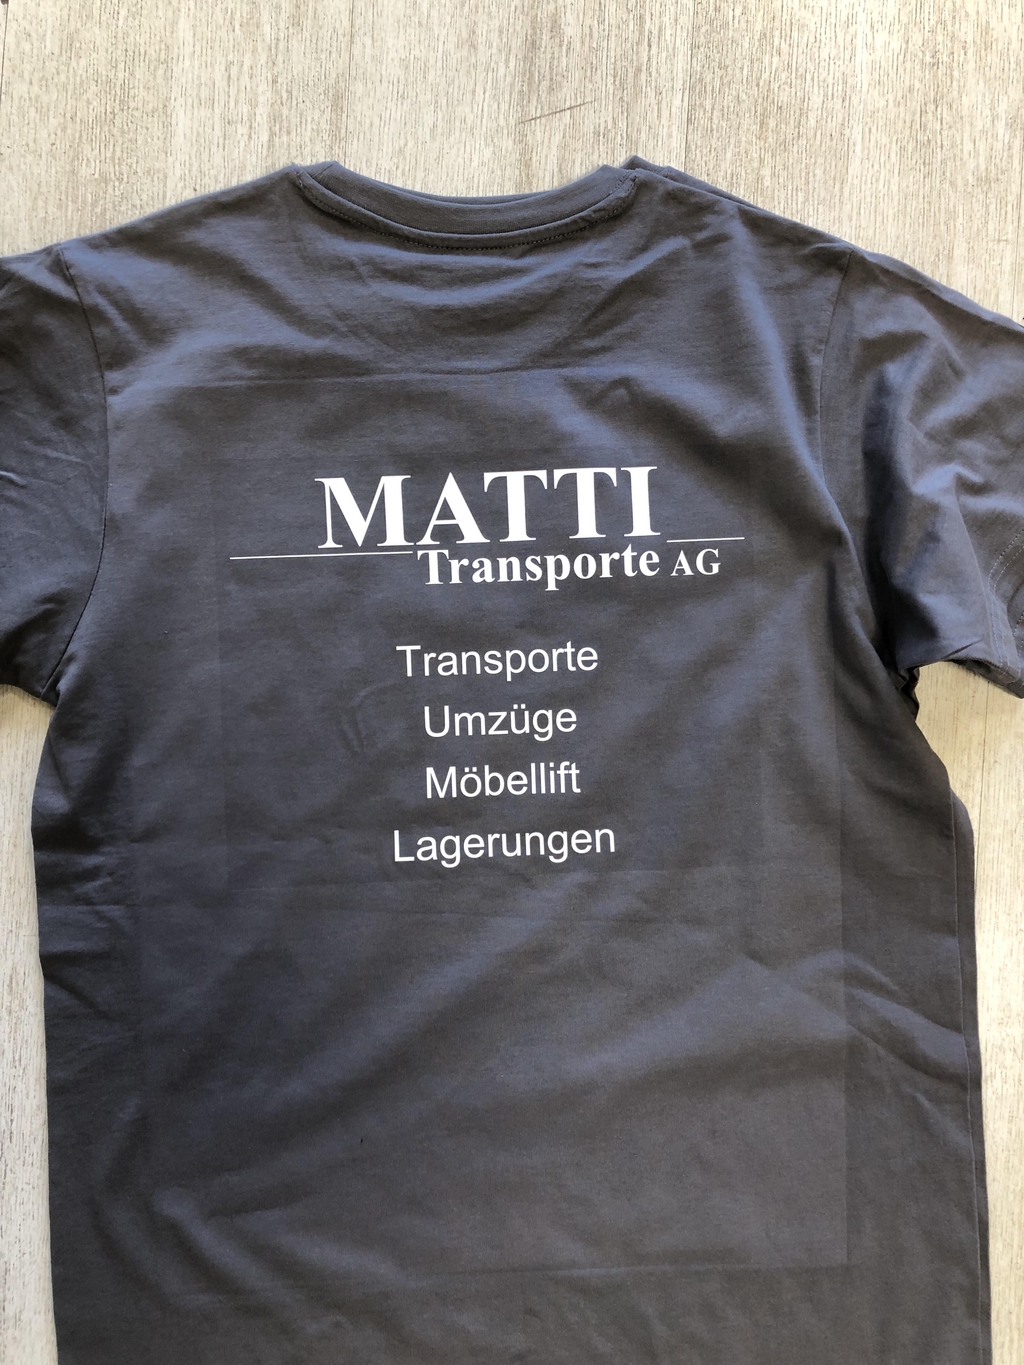 MATTI
Transporte AG
Transporte
Umzüge
Möbellift
Lagerungen